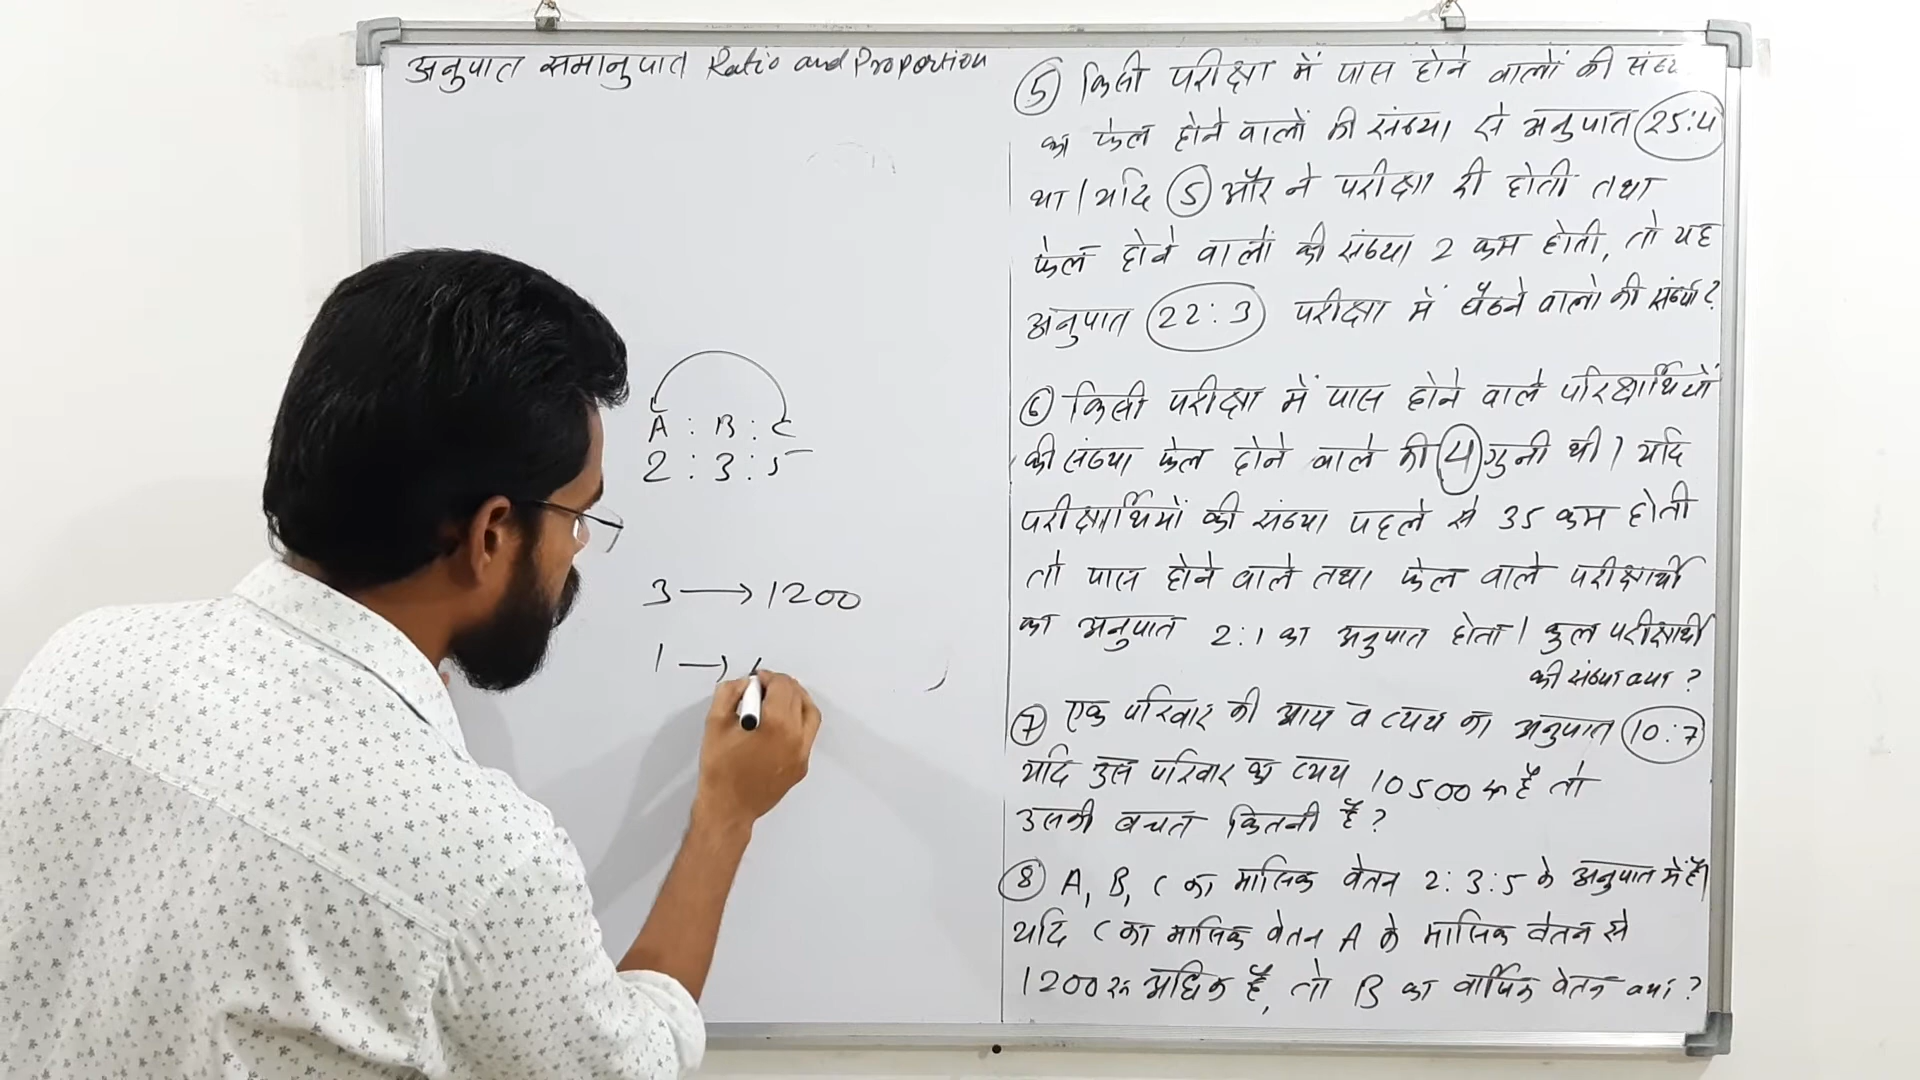 अनुपात समानुपात Ratio and Proportion
A : B : C
2 : 3 : 5
3 → 1200
1 →
⑤ किसी परीक्षा में पास होने वालों की
का फेल होने वालों की संख्या से अनुपात 25:4
था। यदि 5 और ने परीक्षा दी होती तथा
फेल होने वालों की संख्या 2 कम होती, तो यह
अनुपात 22:3 परीक्षा में बैठने वालो की संख्या?
⑥ किसी परीक्षा में पास होने वाले परिक्षार्थियों
की संख्या फेल होने वाले की 4 गुनी थी। यदि
परीक्षार्थियों की संख्या पहले से 35 कम होती
तो पास होने वाले तथा फेल वाले परीक्षार्थी
का अनुपात 2:1 का अनुपात होता। कुल परीक्षार्थी
की संख्या क्या ?
⑦ एक परिवार की आय व व्यय का अनुपात 10:7
यदि उस परिवार का व्यय 10500 रू है तो
उसकी बचत कितनी है?
⑧ A, B, C का मासिक वेतन 2:3:5 के अनुपात में है।
यदि C का मासिक वेतन A के मासिक वेतन से
1200 रू अधिक है, तो B का वार्षिक वेतन क्या?